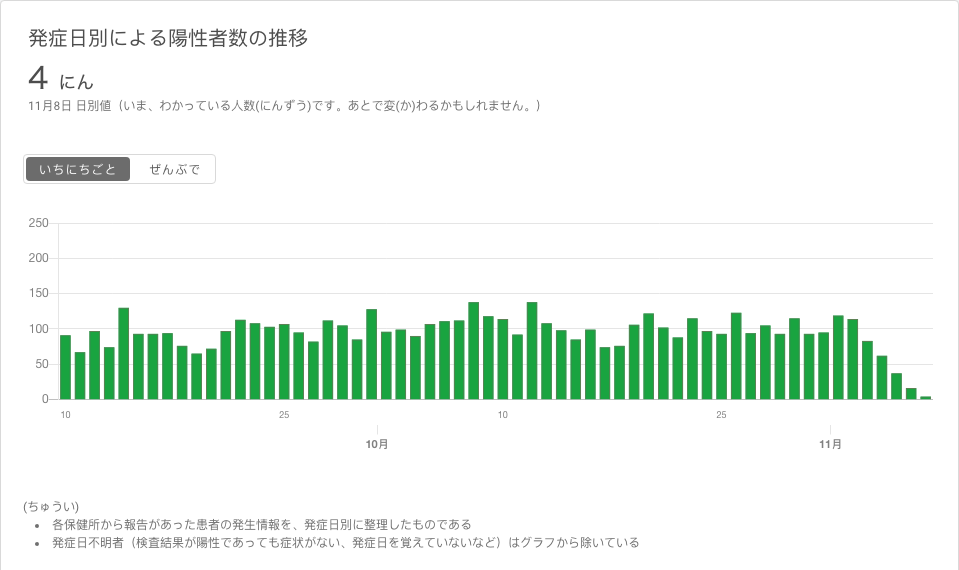 発症日別による陽性者数の推移
4 にん
11月8日 日別値（いま、わかっている人数(にんずう)です。あとで変(か)わるかもしれません。）
いちにちごと ぜんぶで
250
200
150
100
50
0
10 25 10 25
10月 11月
(ちゅうい)
• 各保健所から報告があった患者の発生情報を、発症日別に整理したものである
• 発症日不明者（検査結果が陽性であっても症状がない、発症日を覚えていないなど）はグラフから除いている